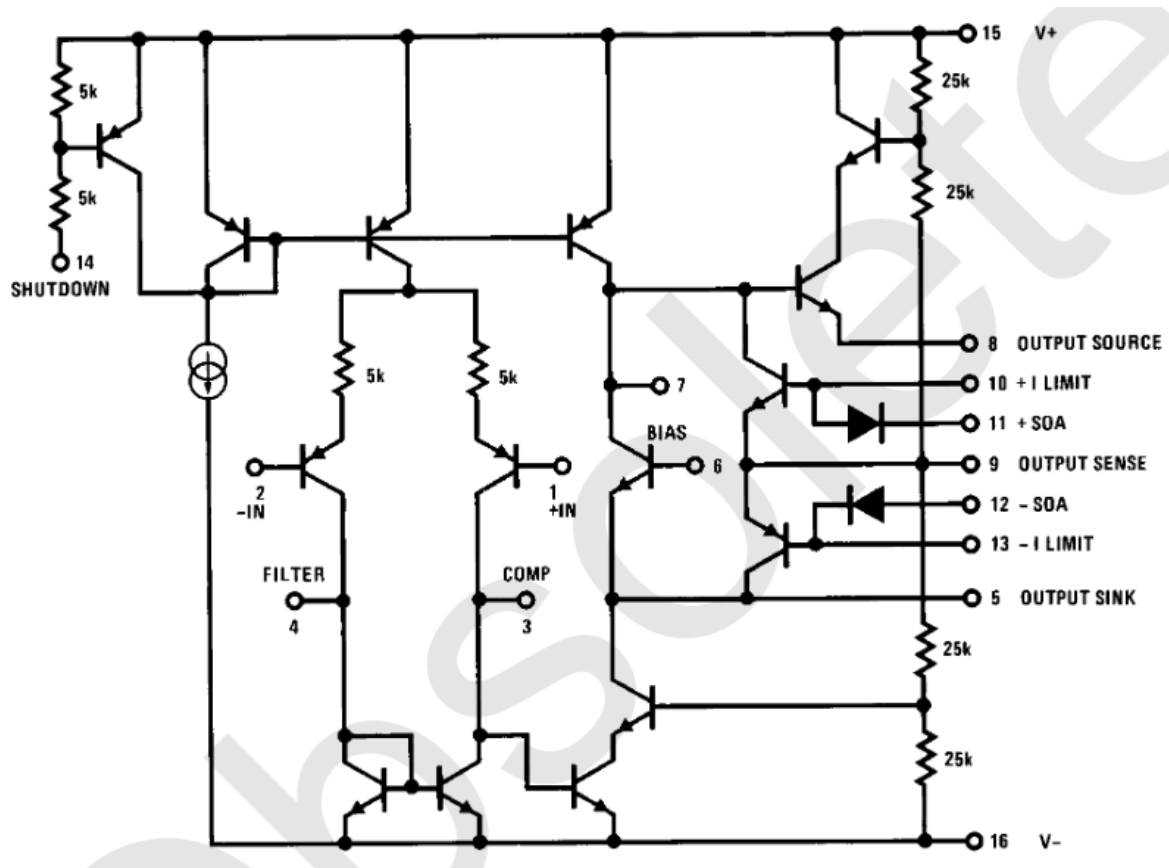 15 V+
5k
25k
5k
25k
14
SHUTDOWN
8 OUTPUT SOURCE
5k
5k
10 + I LIMIT
7
11 + SOA
BIAS
6
9 OUTPUT SENSE
2
-IN
1
+IN
12 - SOA
13 - I LIMIT
FILTER
COMP
4
3
5 OUTPUT SINK
25k
25k
16 V-
obsolete